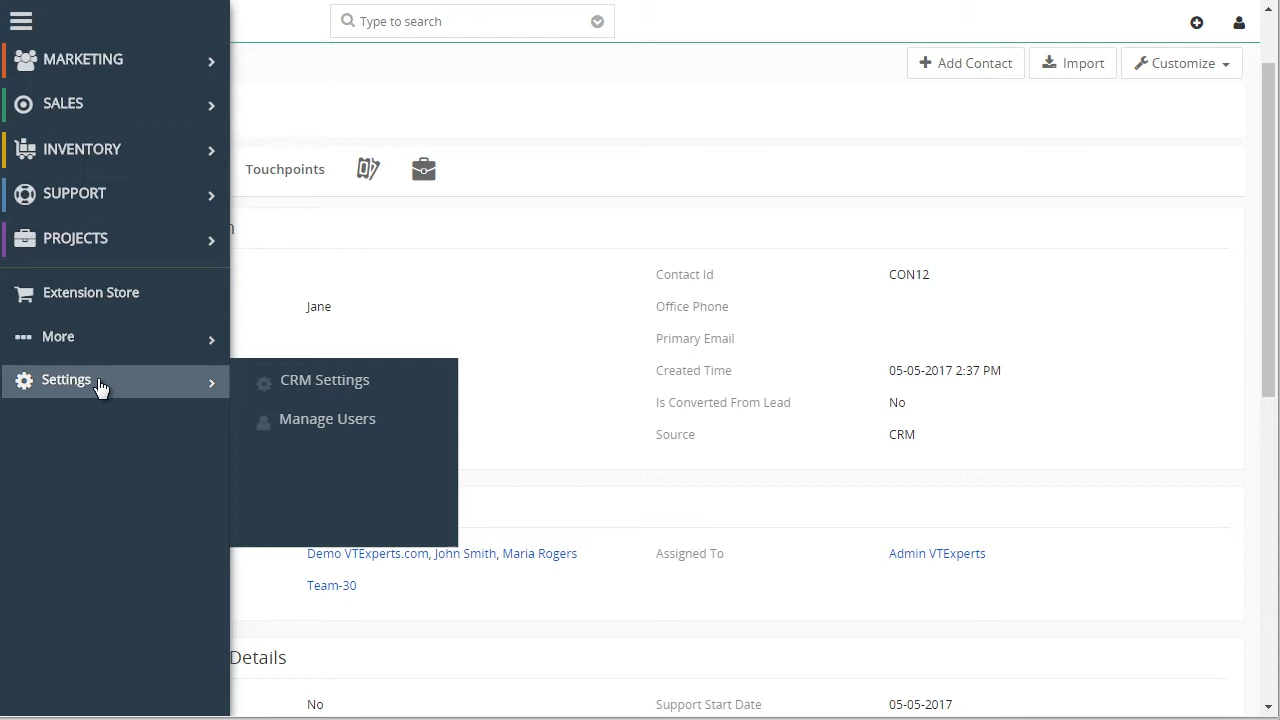 Type to search
MARKETING
SALES
INVENTORY
SUPPORT
PROJECTS
Extension Store
More
Settings
CRM Settings
Manage Users
Add Contact
Import
Customize
Touchpoints
Contact Id CON12
Jane Office Phone
Primary Email
Created Time 05-05-2017 2:37 PM
Is Converted From Lead No
Source CRM
Demo VTExperts.com, John Smith, Maria Rogers Assigned To Admin VTExperts
Team-30
Details
No Support Start Date 05-05-2017